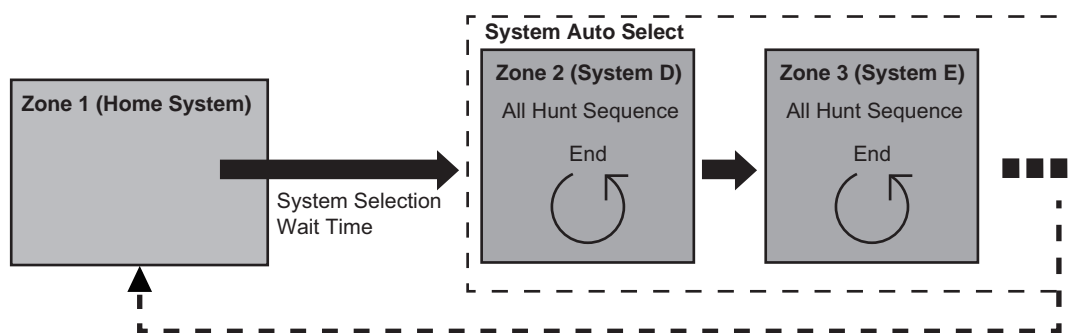 System Auto Select
Zone 1 (Home System)
System Selection
Wait Time
Zone 2 (System D)
All Hunt Sequence
End
Zone 3 (System E)
All Hunt Sequence
End